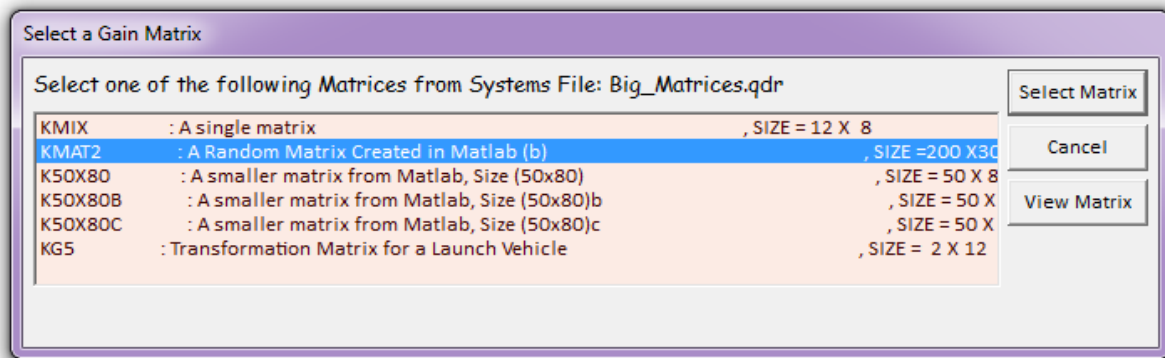 Select a Gain Matrix
Select one of the following Matrices from Systems File: Big_Matrices.qdr
KMIX : A single matrix , SIZE = 12 X 8
KMAT2 : A Random Matrix Created in Matlab (b) , SIZE =200 X30
K50X80 : A smaller matrix from Matlab, Size (50x80) , SIZE = 50 X 8
K50X80B : A smaller matrix from Matlab, Size (50x80)b , SIZE = 50 X
K50X80C : A smaller matrix from Matlab, Size (50x80)c , SIZE = 50 X
KG5 : Transformation Matrix for a Launch Vehicle , SIZE = 2 X 12
Select Matrix
Cancel
View Matrix